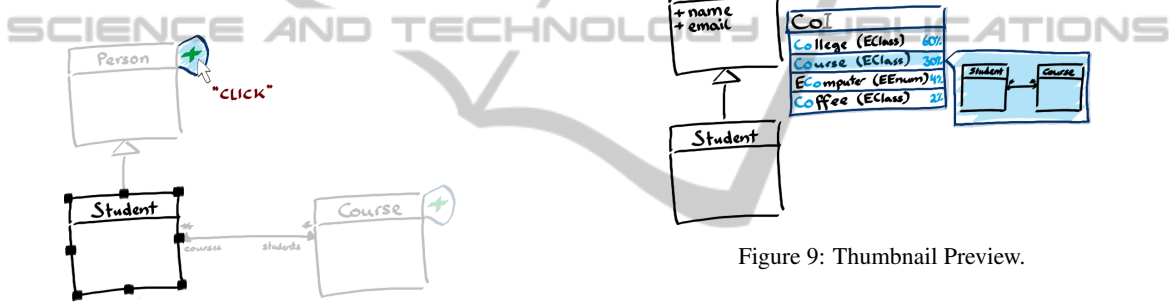 SCIENCE AND TECHNOLOGY PUBLICATIONS
Person
"CLICK"
Student
* *
courses students
Course
+ name
+ email
Co
College (EClass) 60%
Course (EClass) 30%
EComputer (EEnum) 4%
Coffee (EClass) 2%
Student Course
Student
Figure 9: Thumbnail Preview.